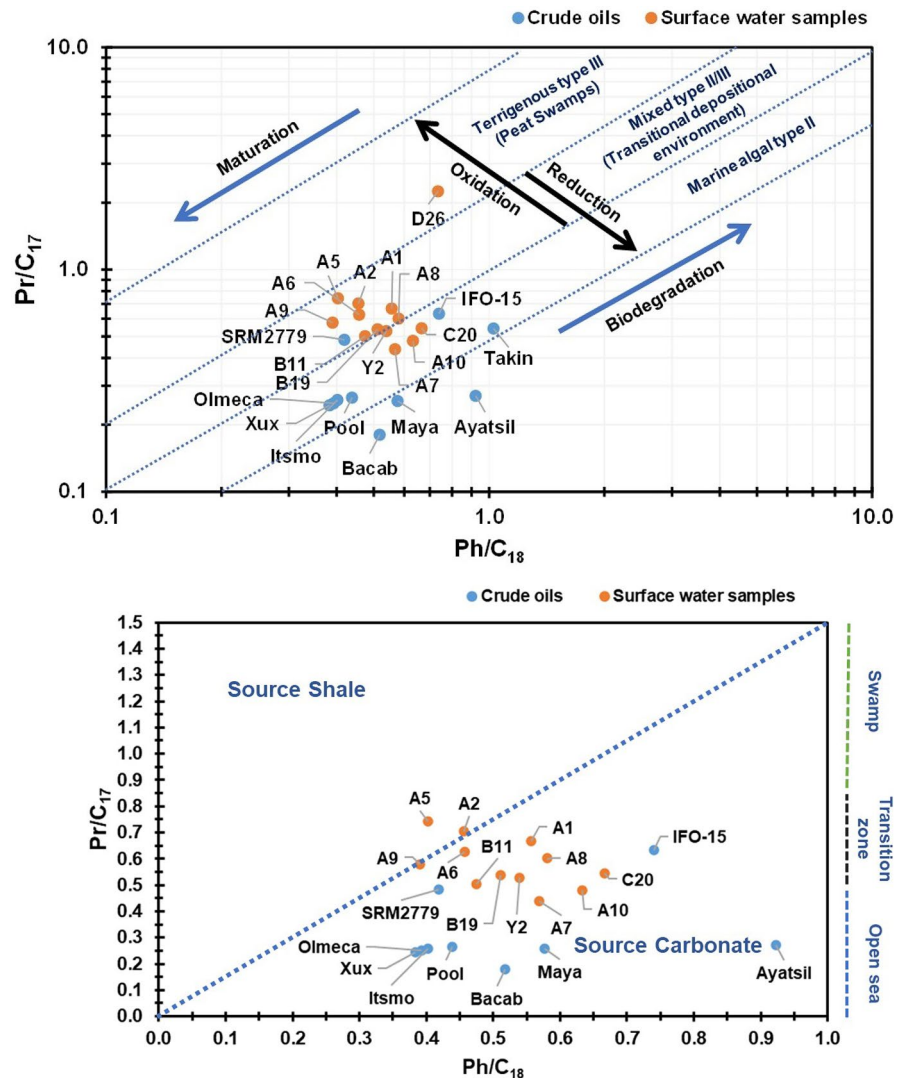 Crude oils
Surface water samples
10.0
1.0
0.1
Pr/C17
Maturation
Terrigenous type III
(Peat Swamps)
Mixed type II/III
(Transitional depositional
environment)
Marine algal type II
Oxidation
Reduction
Biodegradation
D26
A1
A5
A2
A8
A6
IFO-15
A9
SRM2779
C20
Takin
B11
Y2
A10
B19
A7
Olmeca
Xux
Pool
Maya
Ayatsil
Itsmo
Bacab
0.1
1.0
10.0
Ph/C18
Crude oils
Surface water samples
1.5
1.4
1.3
1.2
1.1
1.0
0.9
0.8
0.7
0.6
0.5
0.4
0.3
0.2
0.1
0.0
Pr/C17
Source Shale
A5
A2
A1
IFO-15
B11
A9
A6
A8
C20
SRM2779
B19
Y2
A7
A10
Olmeca
Source Carbonate
Xux
Pool
Maya
Ayatsil
Itsmo
Bacab
Swamp
Transition
zone
Open sea
0.0
0.1
0.2
0.3
0.4
0.5
0.6
0.7
0.8
0.9
1.0
Ph/C18